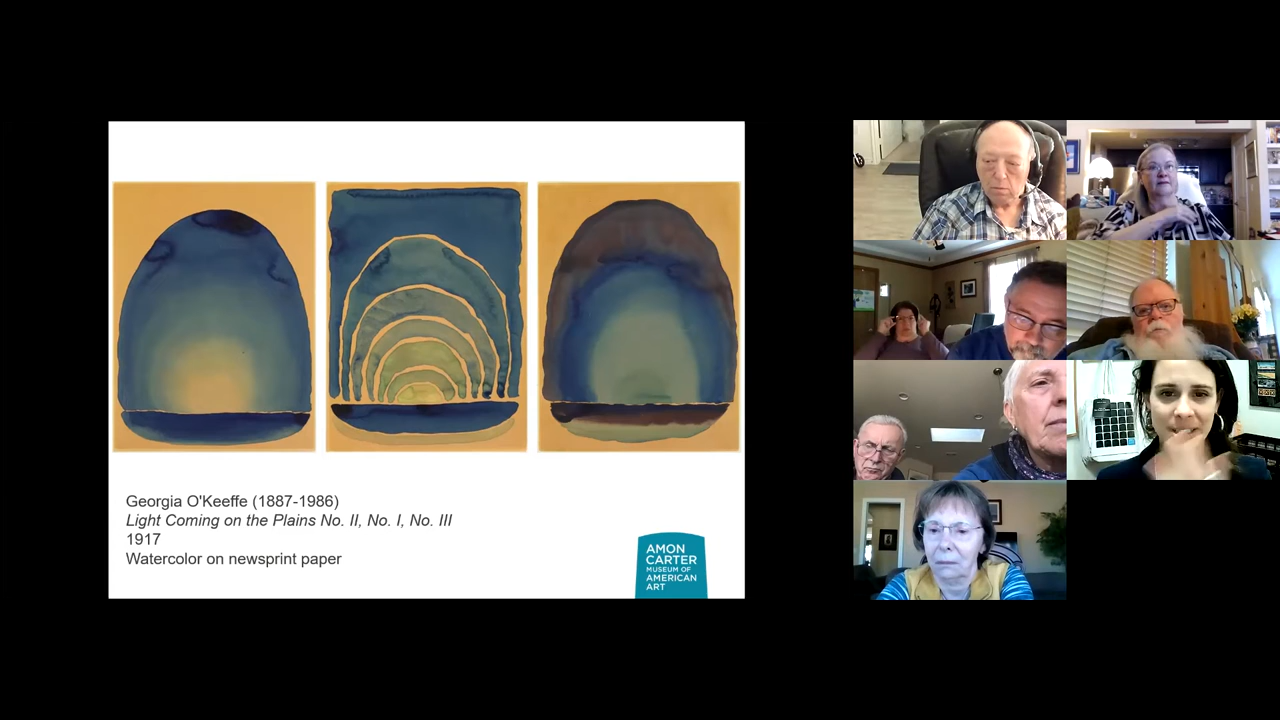 Georgia O'Keeffe (1887-1986)
Light Coming on the Plains No. II, No. I, No. III
1917
Watercolor on newsprint paper
AMON
CARTER
MUSEUM OF
AMERICAN
ART